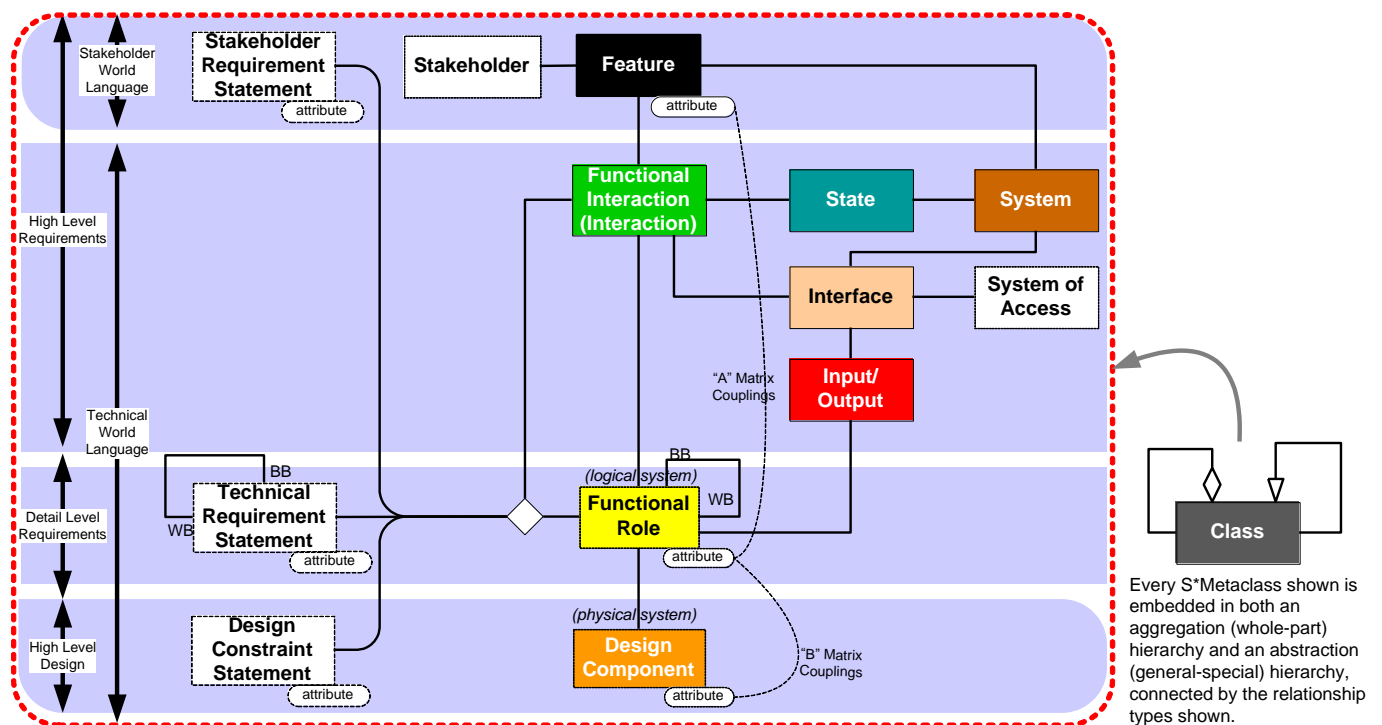 Stakeholder
World
Language
Stakeholder
Requirement
Statement
attribute
Stakeholder
Feature
attribute
High Level
Requirements
Technical
World
Language
Functional
Interaction
(Interaction)
State
System
Interface
System of
Access
Input/
Output
"A" Matrix
Couplings
Detail Level
Requirements
BB
WB
Technical
Requirement
Statement
attribute
(logical system)
BB
WB
Functional
Role
attribute
High Level
Design
Design
Constraint
Statement
attribute
(physical system)
Design
Component
attribute
"B" Matrix
Couplings
Class
Every S*Metaclass shown is
embedded in both an
aggregation (whole-part)
hierarchy and an abstraction
(general-special) hierarchy,
connected by the relationship
types shown.